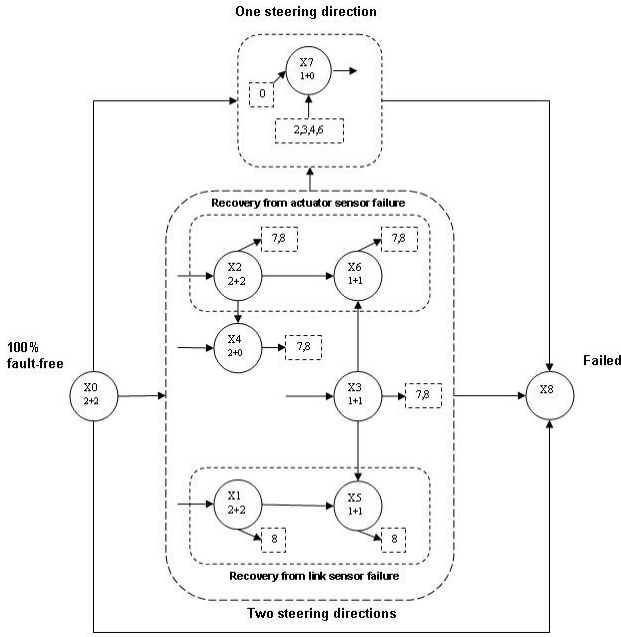 One steering direction
X7
1+0
0
2,3,4,6
Recovery from actuator sensor failure
7,8
7,8
X2
2+2
X6
1+1
X4
2+0
7,8
100%
fault-free
Failed
X0
2+2
X3
1+1
7,8
X8
X1
2+2
X5
1+1
8
8
Recovery from link sensor failure
Two steering directions